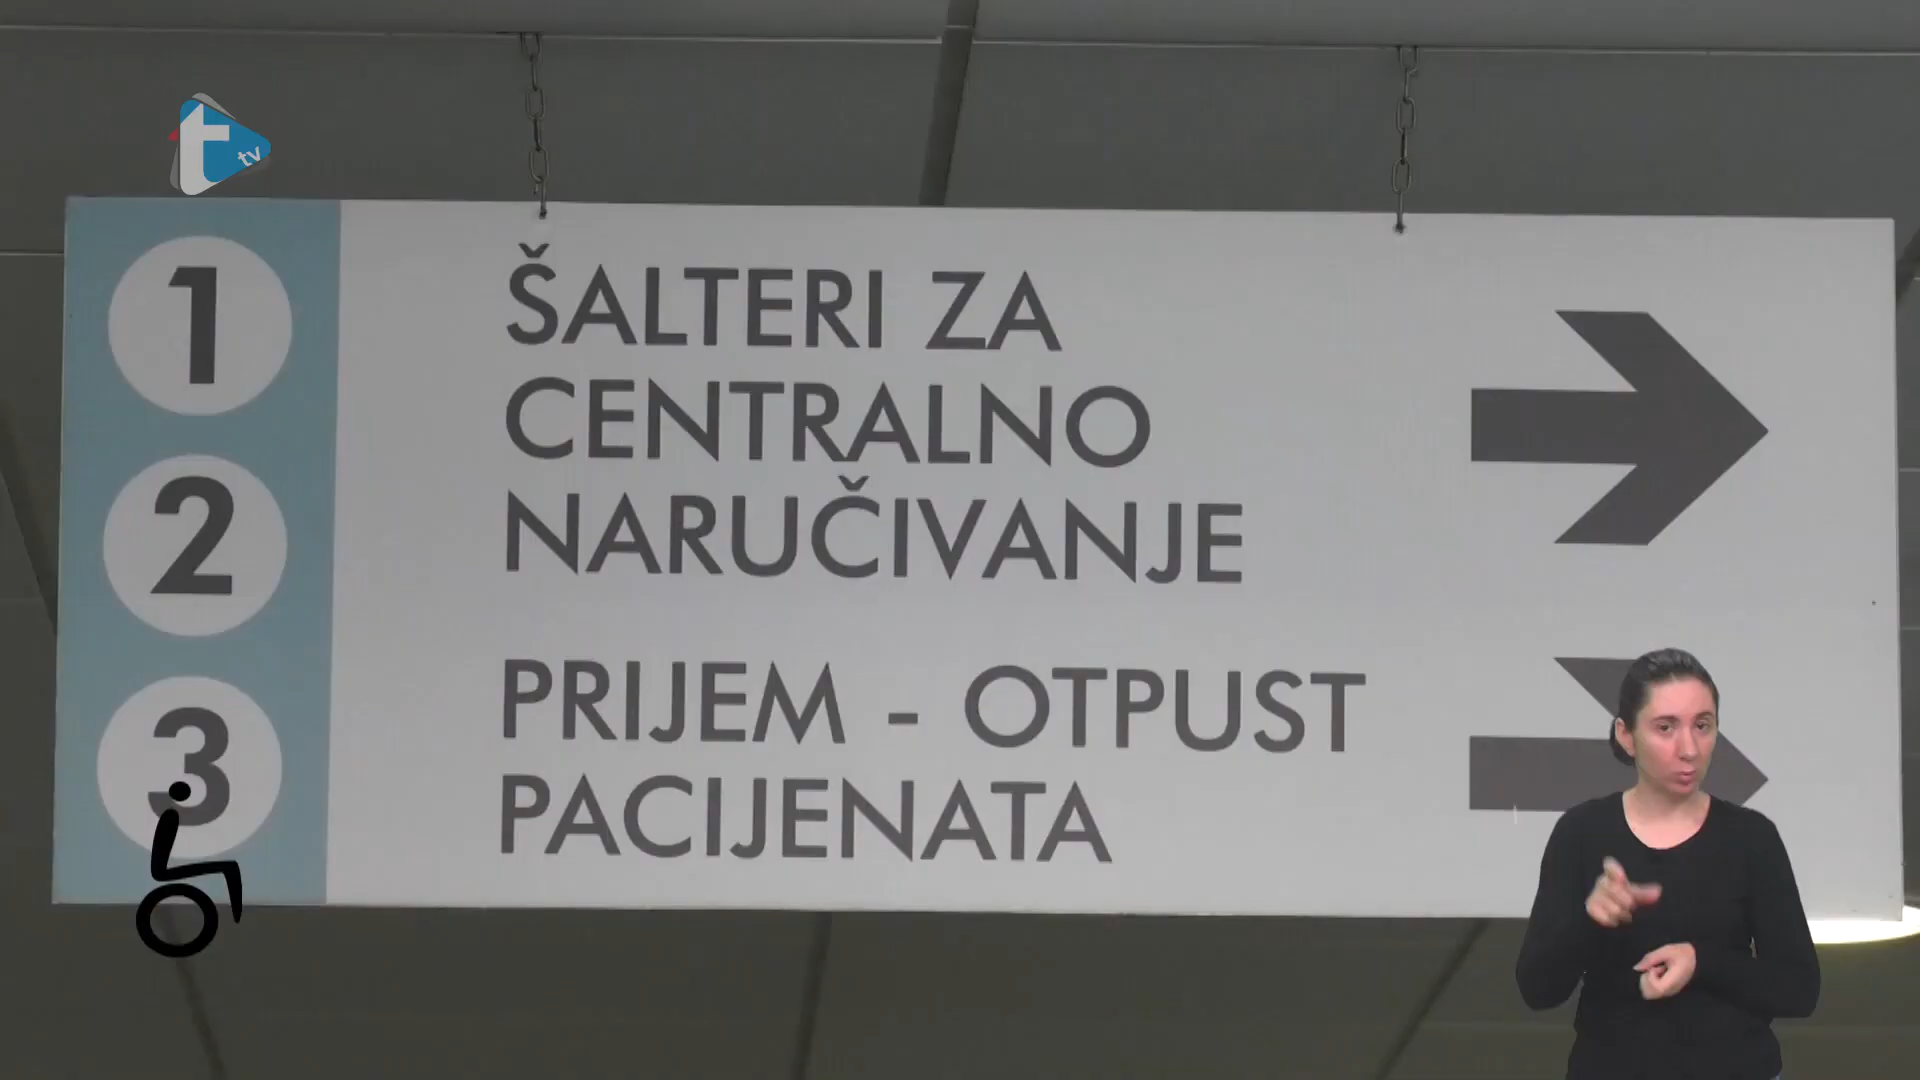 t tv
1
ŠALTERI ZA
CENTRALNO
2
NARUČIVANJE
3
PRIJEM - OTPUST
PACIJENATA